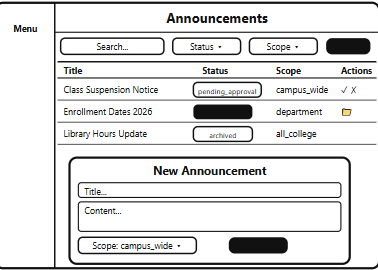 Announcements
Menu
Search... Status Scope
Title Status Scope Actions
Class Suspension Notice pending_approval campus_wide ✓ X
Enrollment Dates 2026 department
Library Hours Update archived all_college
New Announcement
Title...
Content...
Scope: campus_wide